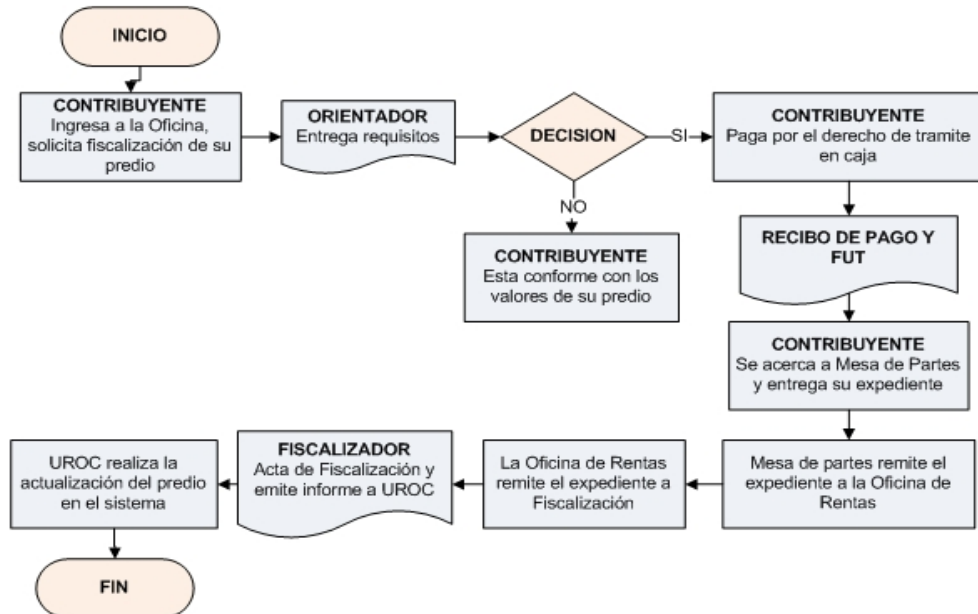 INICIO
CONTRIBUYENTE
Ingresa a la Oficina,
solicita fiscalización de su
predio
ORIENTADOR
Entrega requisitos
DECISION
SI
CONTRIBUYENTE
Paga por el derecho de tramite
en caja
NO
CONTRIBUYENTE
Esta conforme con los
valores de su predio
RECIBO DE PAGO Y
FUT
CONTRIBUYENTE
Se acerca a Mesa de Partes
y entrega su expediente
Mesa de partes remite el
expediente a la Oficina de
Rentas
La Oficina de Rentas
remite el expediente a
Fiscalización
FISCALIZADOR
Acta de Fiscalización y
emite informe a UROC
UROC realiza la
actualización del predio
en el sistema
FIN